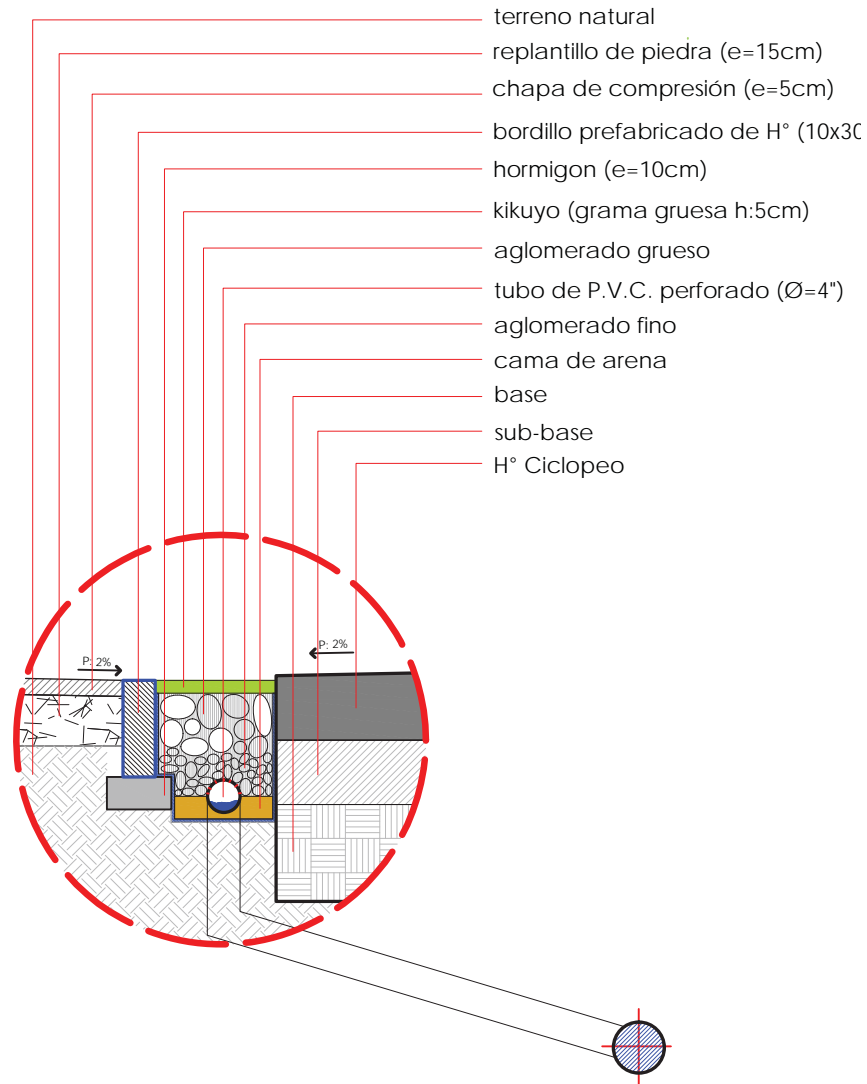 terreno natural
replantillo de piedra (e=15cm)
chapa de compresión (e=5cm)
bordillo prefabricado de H° (10x30
hormigon (e=10cm)
kikuyo (grama gruesa h:5cm)
aglomerado grueso
tubo de P.V.C. perforado (Ø=4")
aglomerado fino
cama de arena
base
sub-base
H° Ciclopeo
P: 2%
P: 2%